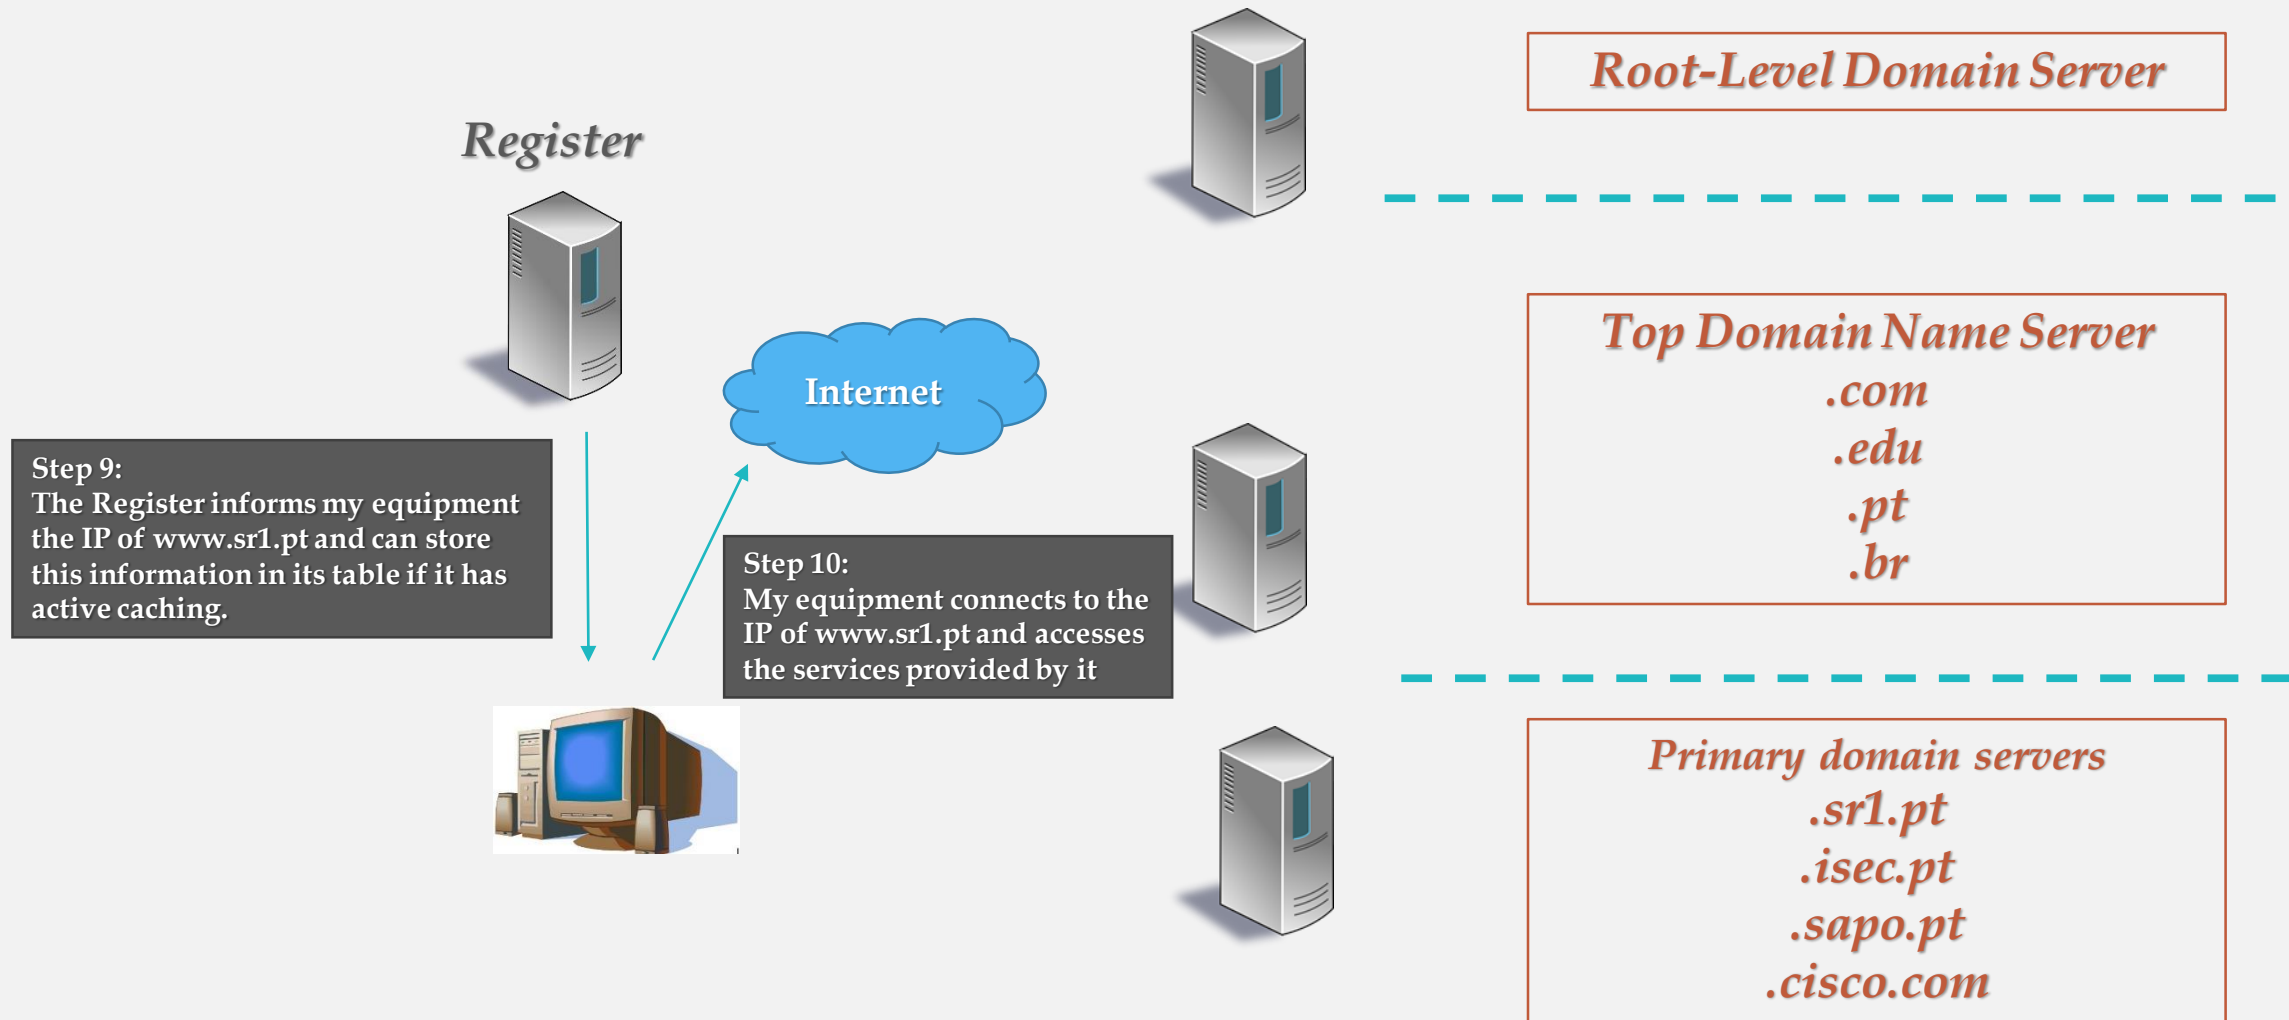 Root-Level Domain Server
Register
Top Domain Name Server
.com
.edu
.pt
.br
Internet
Step 9:
The Register informs my equipment
the IP of www.sr1.pt and can store
this information in its table if it has
active caching.
Step 10:
My equipment connects to the
IP of www.sr1.pt and accesses
the services provided by it
Primary domain servers
.sr1.pt
.isec.pt
.sapo.pt
.cisco.com